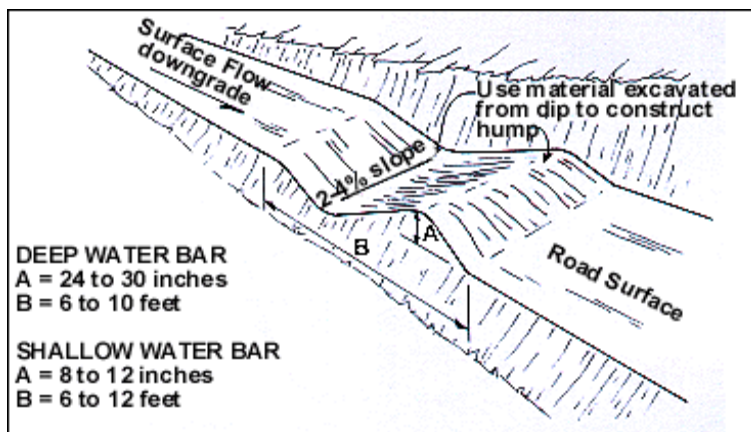 Surface Flow
downgrade
Use material excavated
from dip to construct
hump
2-4% slope
A
B
Road Surface
DEEP WATER BAR
A = 24 to 30 inches
B = 6 to 10 feet
SHALLOW WATER BAR
A = 8 to 12 inches
B = 6 to 12 feet